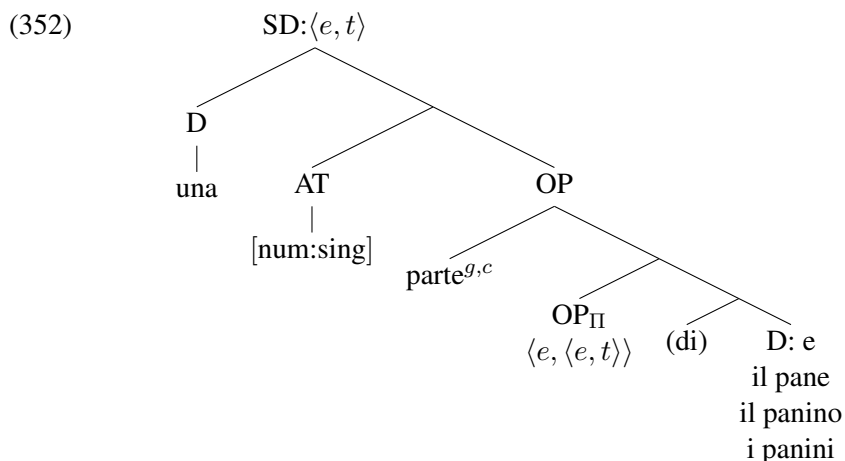 (352) SD:⟨e, t⟩
D
una
AT
OP
[num:sing]
parte^{g,c}
OP_Π
(di)
D: e
⟨e, ⟨e, t⟩⟩
il pane
il panino
i panini